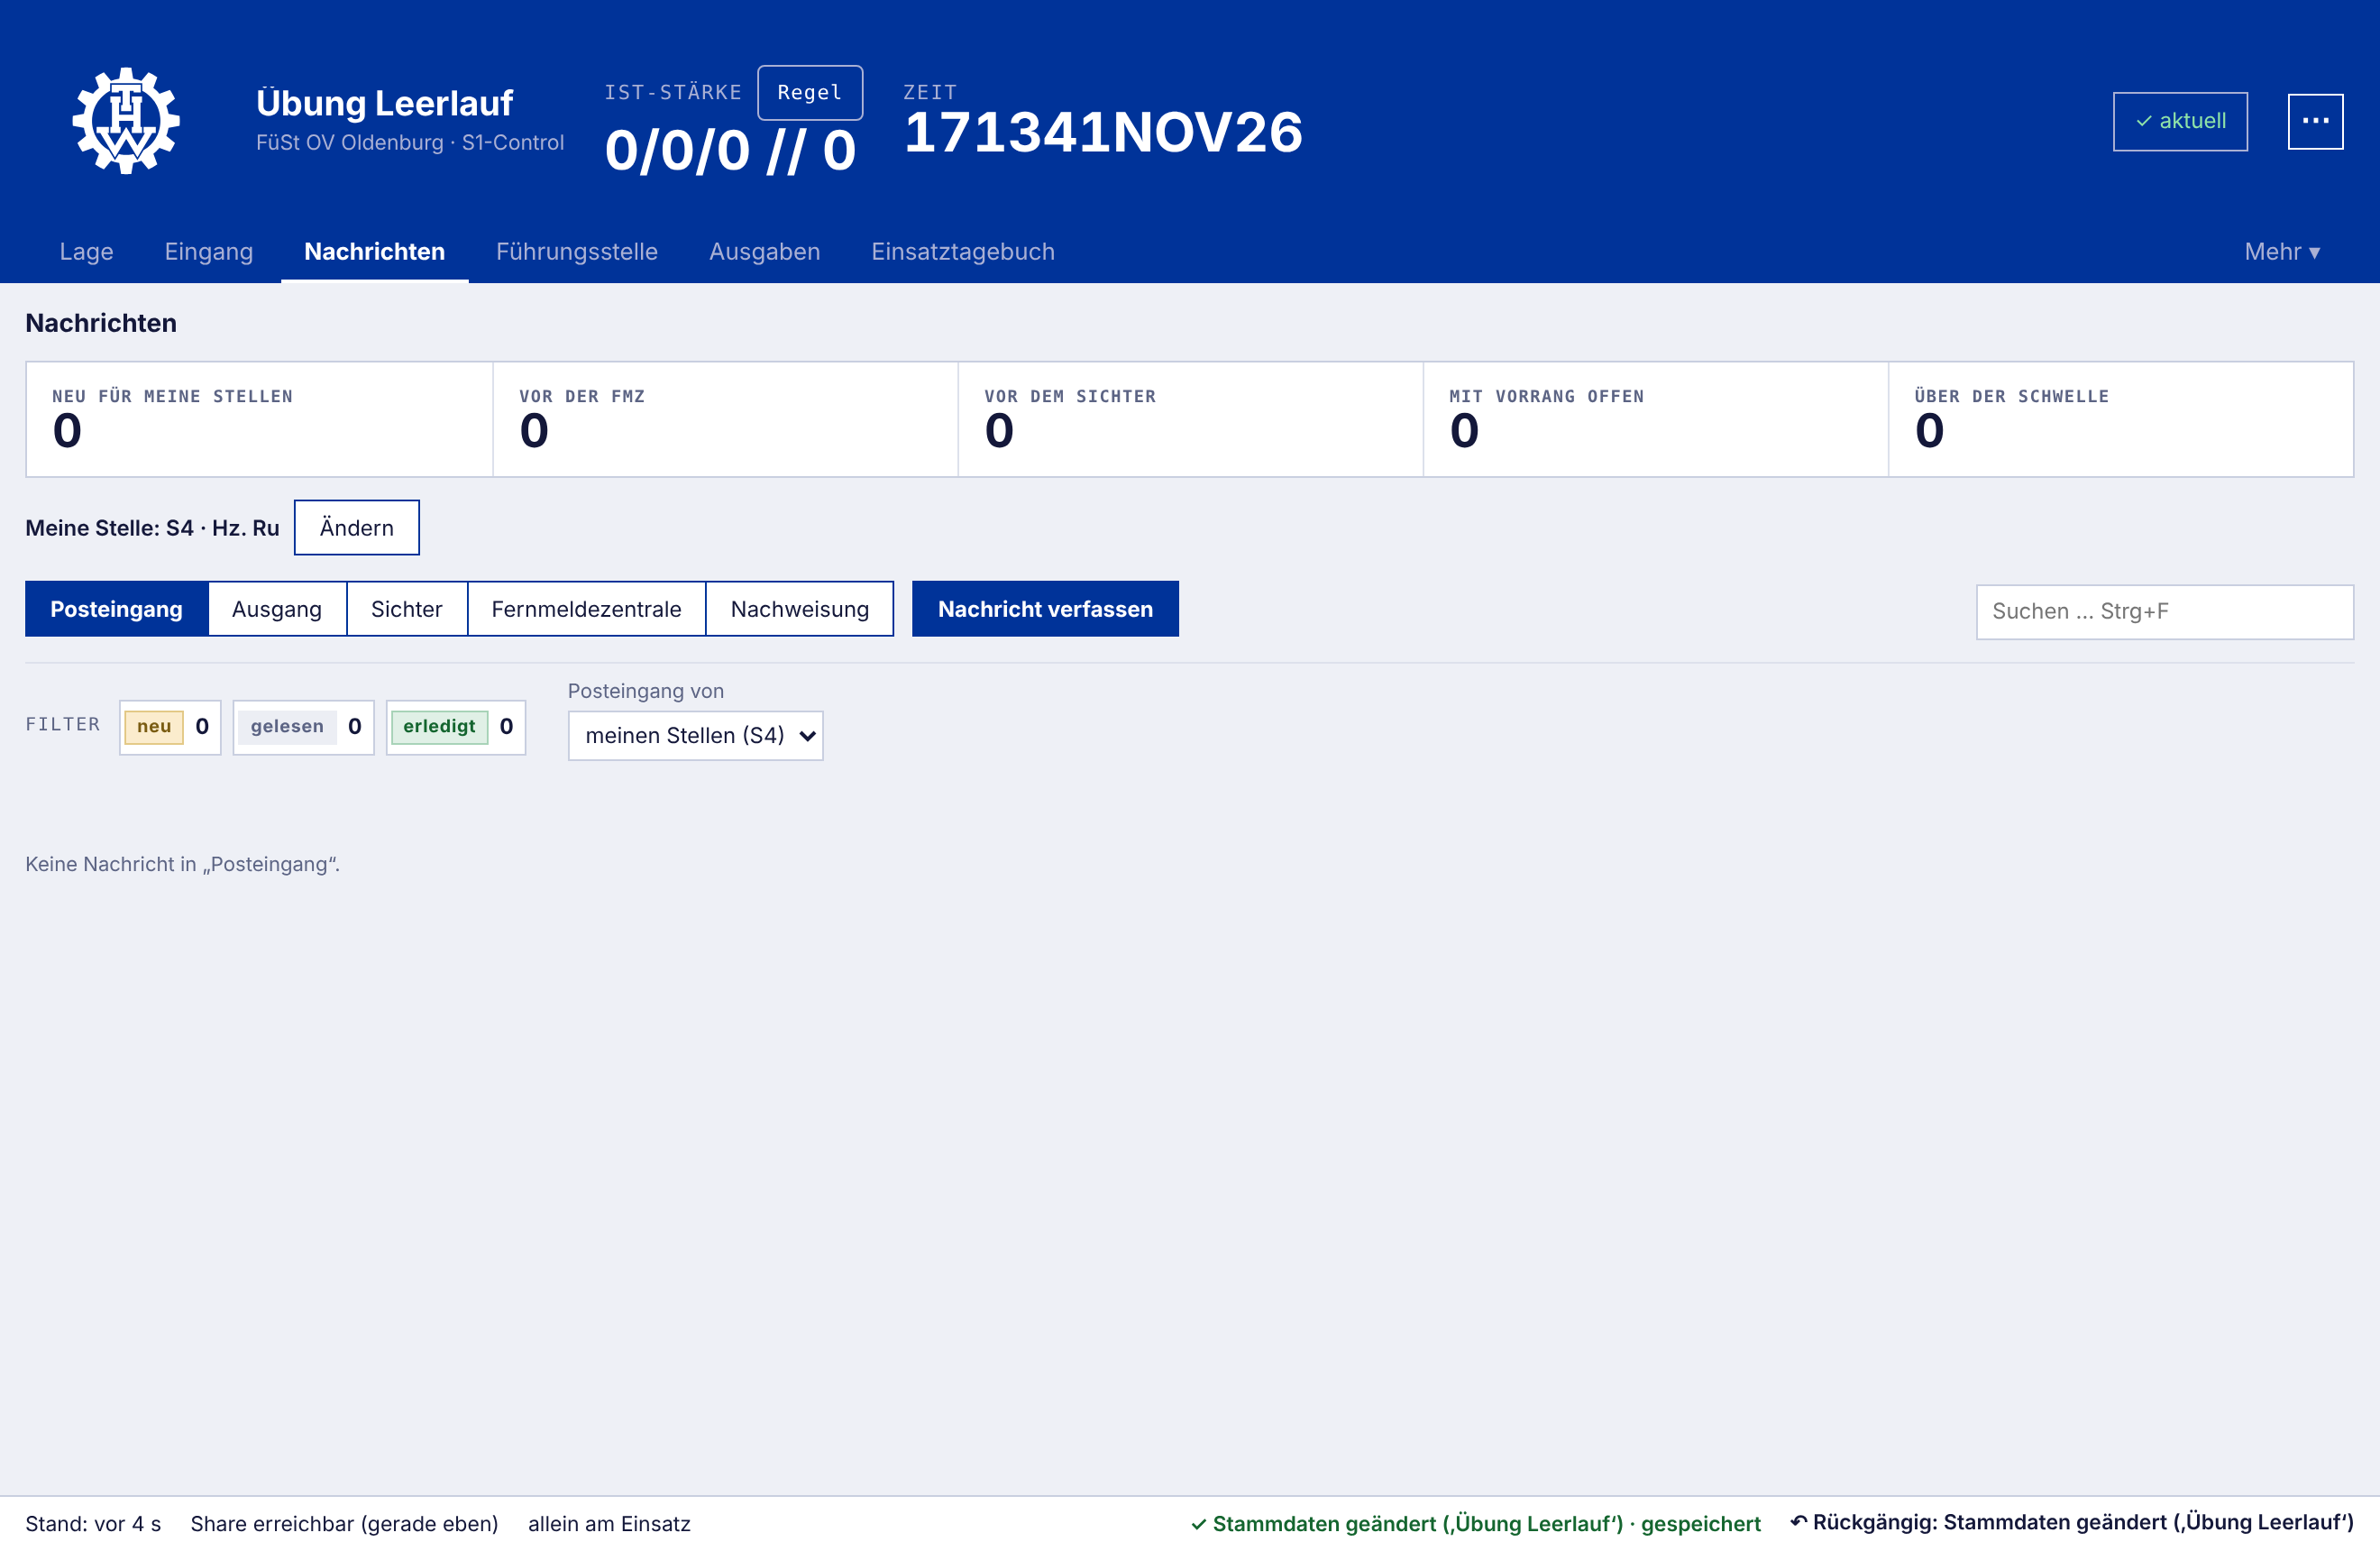 THW
Übung Leerlauf
FüSt OV Oldenburg · S1-Control
IST-STÄRKE Regel
0/0/0 // 0
ZEIT
171341NOV26
✓ aktuell
···
Lage Eingang Nachrichten Führungsstelle Ausgaben Einsatztagebuch Mehr ▾
Nachrichten
NEU FÜR MEINE STELLEN
0
VOR DER FMZ
0
VOR DEM SICHTER
0
MIT VORRANG OFFEN
0
ÜBER DER SCHWELLE
0
Meine Stelle: S4 · Hz. Ru Ändern
Posteingang Ausgang Sichter Fernmeldezentrale Nachweisung Nachricht verfassen Suchen ... Strg+F
Posteingang von
FILTER neu 0 gelesen 0 erledigt 0 meinen Stellen (S4)
Keine Nachricht in „Posteingang“.
Stand: vor 4 s Share erreichbar (gerade eben) allein am Einsatz ✓ Stammdaten geändert (‚Übung Leerlauf‘) · gespeichert ↶ Rückgängig: Stammdaten geändert (‚Übung Leerlauf‘)